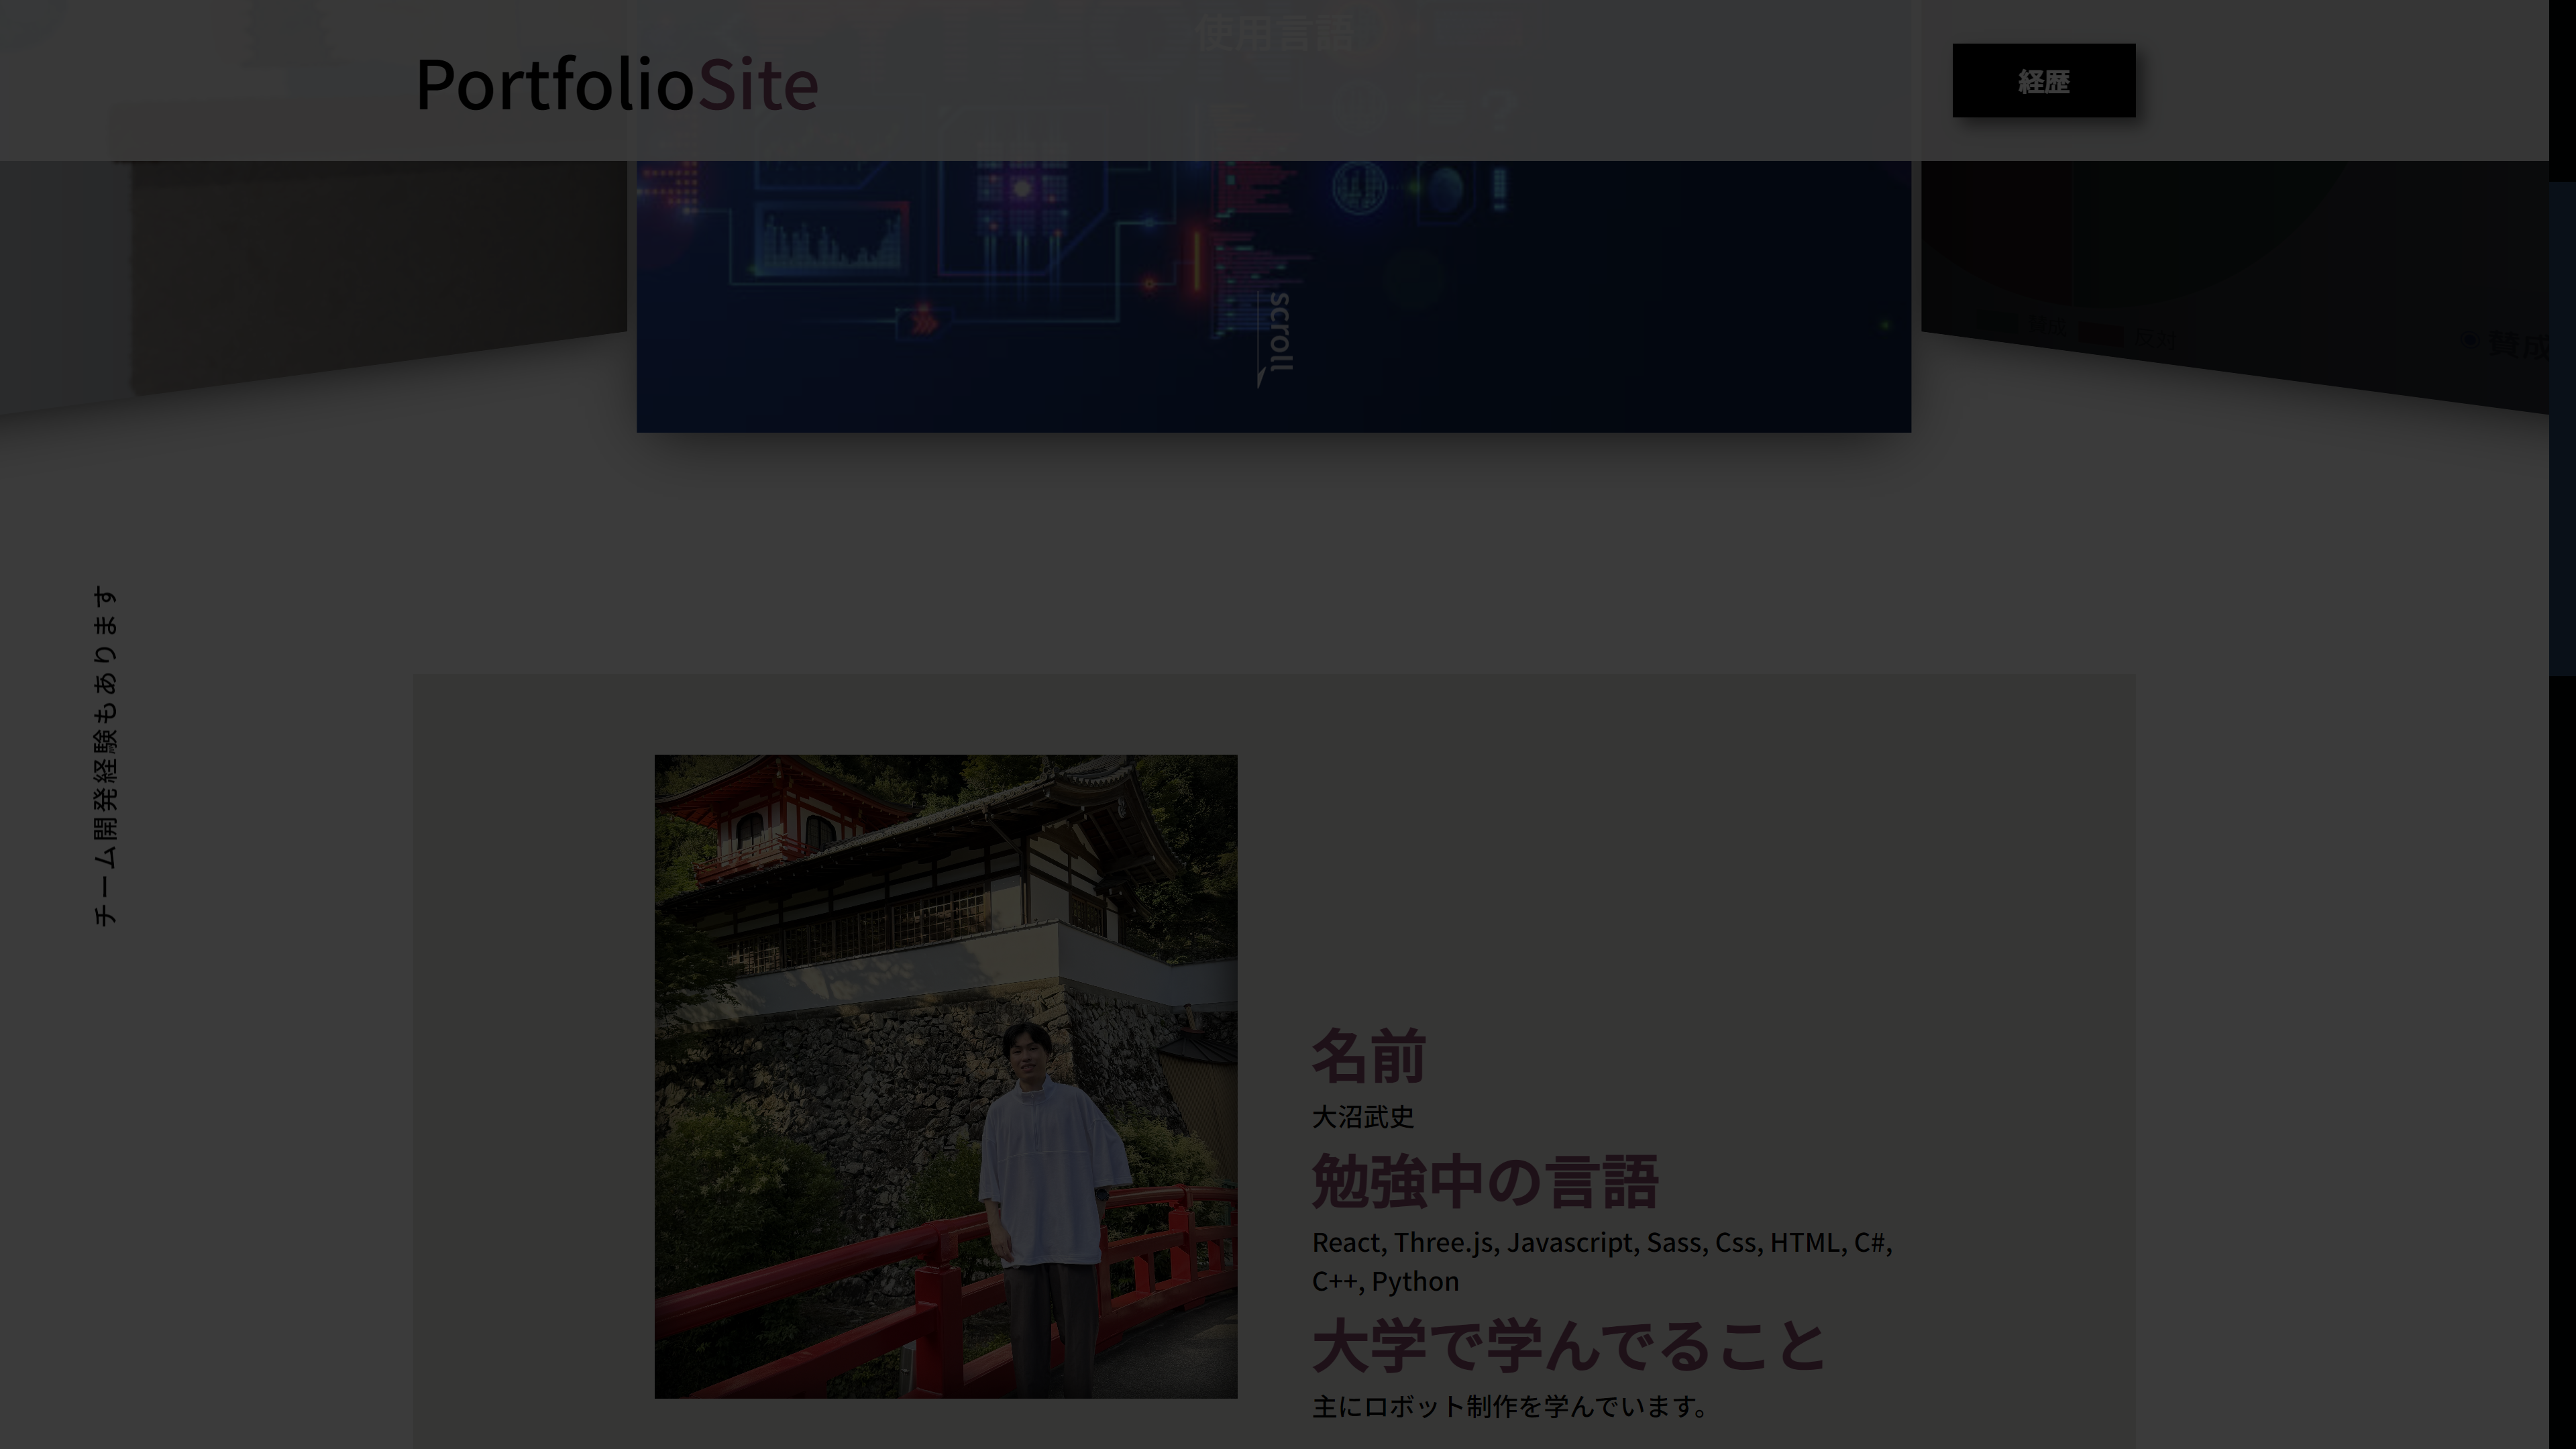 使用言語
PortfolioSite
経歴
scroll
賛成
チーム開発経験もあります
名前
大沼武史
勉強中の言語
React, Three.js, Javascript, Sass, Css, HTML, C#,
C++, Python
大学で学んでること
主にロボット制作を学んでいます。